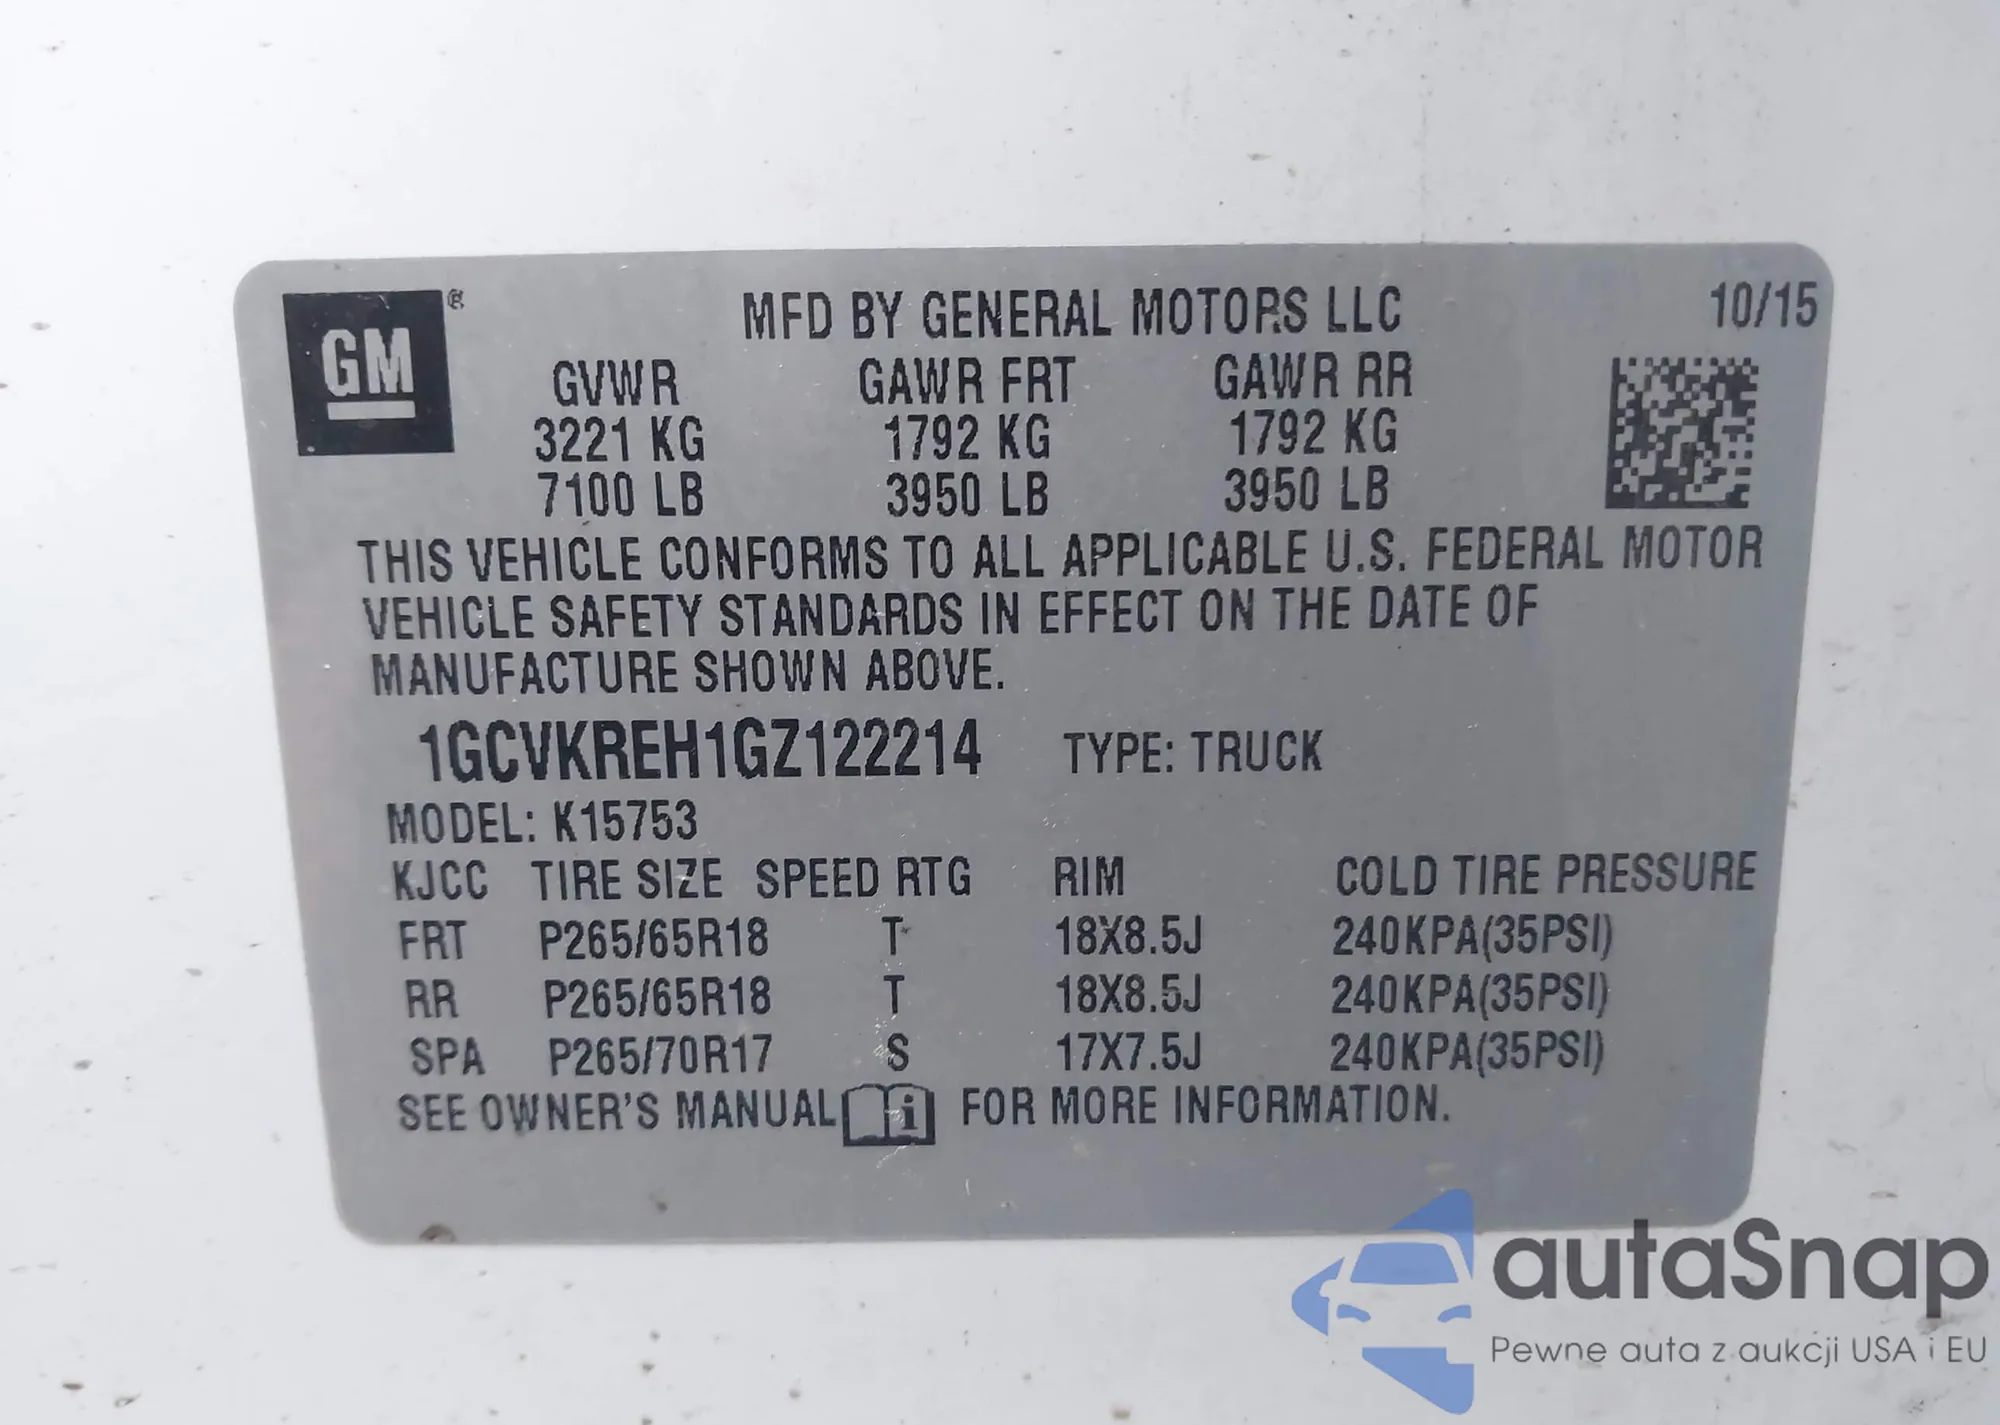 GM ®
MFD BY GENERAL MOTORS LLC 10/15
GVWR GAWR FRT GAWR RR
3221 KG 1792 KG 1792 KG
7100 LB 3950 LB 3950 LB
THIS VEHICLE CONFORMS TO ALL APPLICABLE U.S. FEDERAL MOTOR
VEHICLE SAFETY STANDARDS IN EFFECT ON THE DATE OF
MANUFACTURE SHOWN ABOVE.
1GCVKREH1GZ122214 TYPE: TRUCK
MODEL: K15753
KJCC TIRE SIZE SPEED RTG RIM COLD TIRE PRESSURE
FRT P265/65R18 T 18X8.5J 240KPA(35PSI)
RR P265/65R18 T 18X8.5J 240KPA(35PSI)
SPA P265/70R17 S 17X7.5J 240KPA(35PSI)
SEE OWNER'S MANUAL i FOR MORE INFORMATION.
autaSnap
Pewne auta z aukcji USA i EU